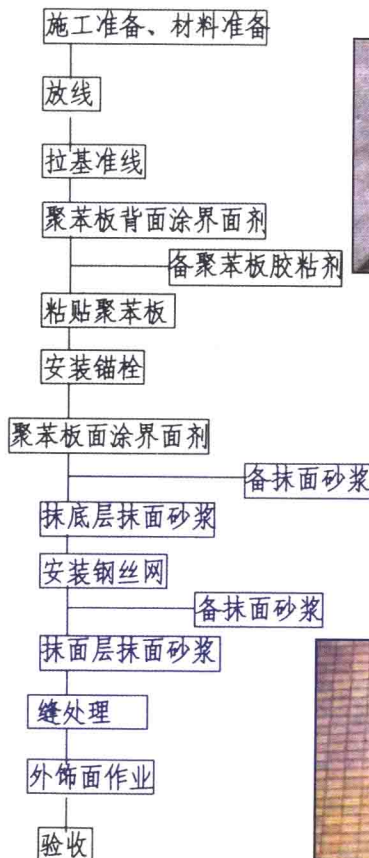 施工准备、材料准备
放线
拉基准线
聚苯板背面涂界面剂
备聚苯板胶粘剂
粘贴聚苯板
安装锚栓
聚苯板面涂界面剂
备抹面砂浆
抹底层抹面砂浆
安装钢丝网
备抹面砂浆
抹面层抹面砂浆
缝处理
外饰面作业
验收